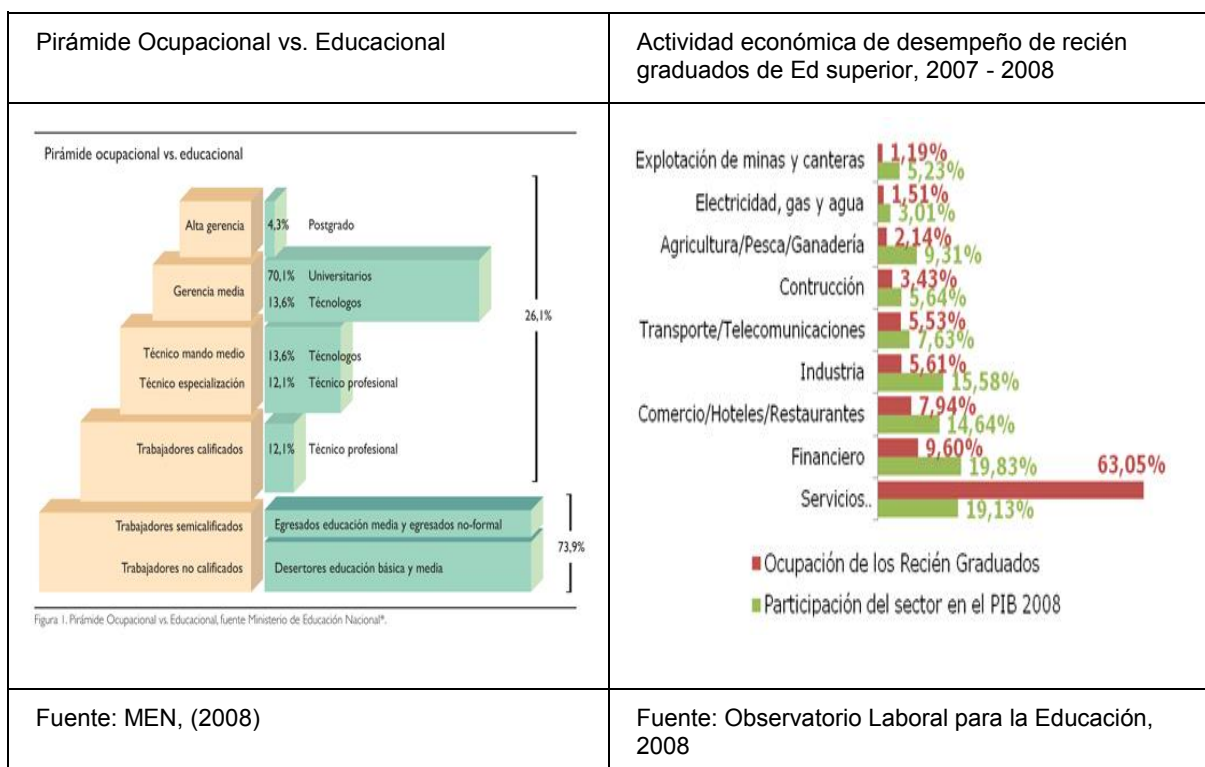 Pirámide Ocupacional vs. Educacional
Actividad económica de desempeño de recién
graduados de Ed superior, 2007 - 2008
Pirámide ocupacional vs. educacional
Alta gerencia
4,3% Postgrado
Gerencia media
70,1% Universitarios
13,6% Técnologos
26,1%
Técnico mando medio
13,6% Técnologos
Técnico especialización
12,1% Técnico profesional
Trabajadores calificados
12,1% Técnico profesional
Trabajadores semicalificados
Egresados educación media y egresados no-formal
73,9%
Trabajadores no calificados
Desertores educación básica y media
Figura 1. Pirámide Ocupacional vs. Educacional, fuente Ministerio de Educación Nacional*.
Explotación de minas y canteras
1,19%
5,23%
Electricidad, gas y agua
1,51%
3,01%
Agricultura/Pesca/Ganadería
2,14%
9,31%
Contrucción
3,43%
5,64%
Transporte/Telecomunicaciones
5,53%
7,63%
Industria
5,61%
15,58%
Comercio/Hoteles/Restaurantes
7,94%
14,64%
Financiero
9,60%
19,83%
63,05%
Servicios..
19,13%
Ocupación de los Recién Graduados
Participación del sector en el PIB 2008
Fuente: MEN, (2008)
Fuente: Observatorio Laboral para la Educación,
2008